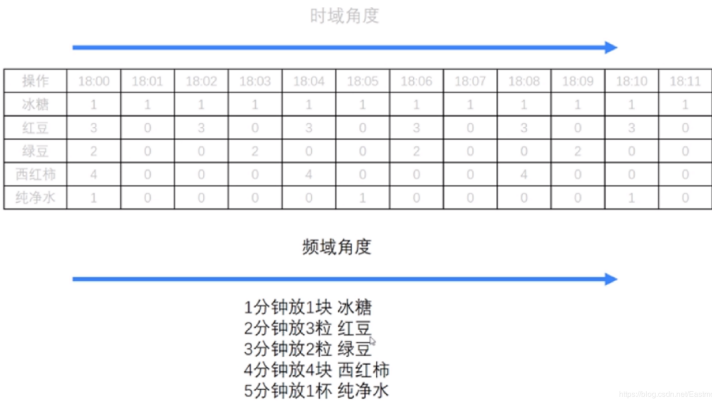 时域角度
操作 18:00 18:01 18:02 18:03 18:04 18:05 18:06 18:07 18:08 18:09 18:10 18:11
冰糖 1 1 1 1 1 1 1 1 1 1 1 1
红豆 3 0 3 0 3 0 3 0 3 0 3 0
绿豆 2 0 0 2 0 0 2 0 0 2 0 0
西红柿 4 0 0 0 4 0 0 0 4 0 0 0
纯净水 1 0 0 0 0 1 0 0 0 0 1 0
频域角度
1分钟放1块 冰糖
2分钟放3粒 红豆
3分钟放2粒 绿豆
4分钟放4块 西红柿
5分钟放1杯 纯净水